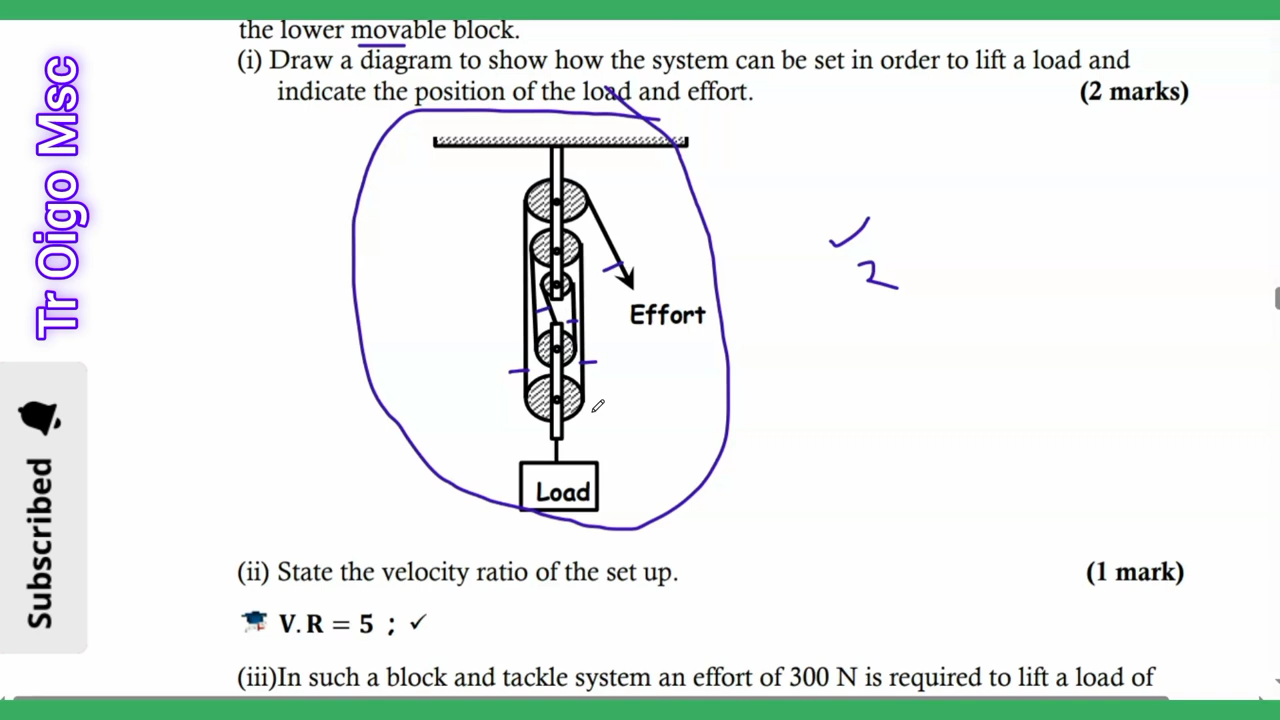 the lower movable block.
(i) Draw a diagram to show how the system can be set in order to lift a load and
indicate the position of the load and effort. (2 marks)
2
Effort
Load
(ii) State the velocity ratio of the set up. (1 mark)
V.R = 5 ; ✓
(iii)In such a block and tackle system an effort of 300 N is required to lift a load of
Tr Oigo Msc
Subscribed